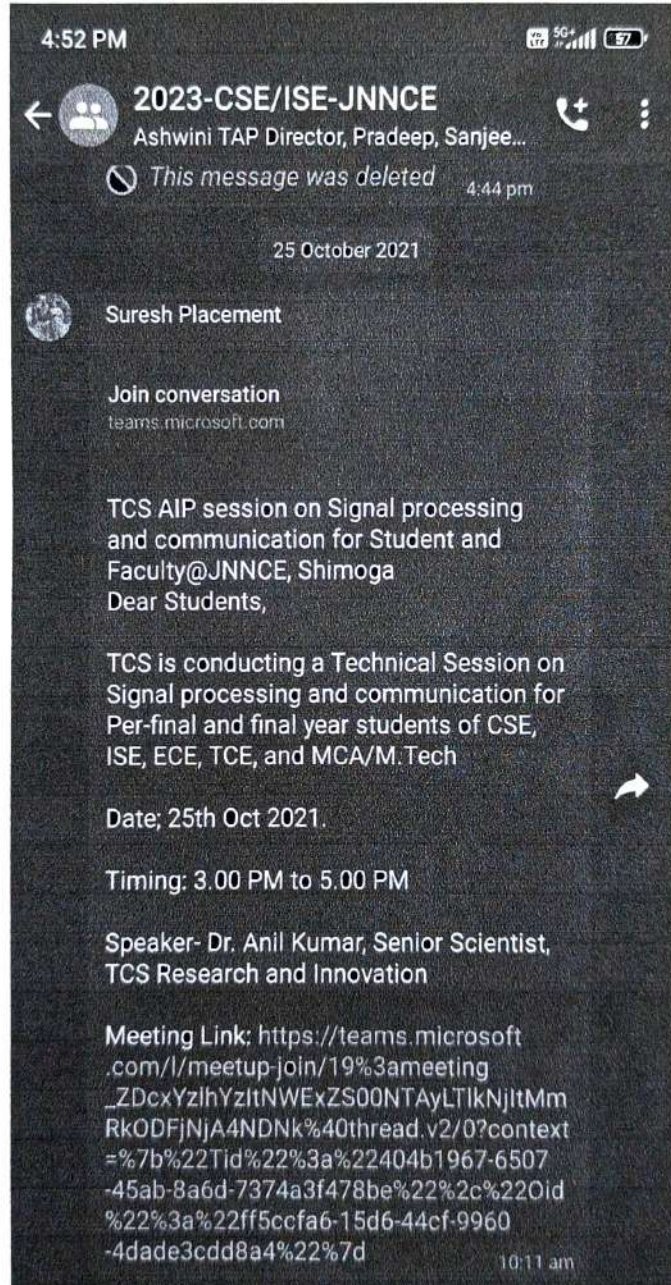 4:52 PM
Vo LTE 5G+ 57
2023-CSE/ISE-JNNCE
Ashwini TAP Director, Pradeep, Sanjee...
This message was deleted 4:44 pm
25 October 2021
Suresh Placement
Join conversation
teams.microsoft.com
TCS AIP session on Signal processing
and communication for Student and
Faculty@JNNCE, Shimoga
Dear Students,
TCS is conducting a Technical Session on
Signal processing and communication for
Per-final and final year students of CSE,
ISE, ECE, TCE, and MCA/M.Tech
Date; 25th Oct 2021.
Timing: 3.00 PM to 5.00 PM
Speaker- Dr. Anil Kumar, Senior Scientist,
TCS Research and Innovation
Meeting Link: https://teams.microsoft
.com/l/meetup-join/19%3ameeting
_ZDcxYzlhYzItNWExZS00NTAyLTlkNjItMm
RkODFjNjA4NDNk%40thread.v2/0?context
=%7b%22Tid%22%3a%22404b1967-6507
-45ab-8a6d-7374a3f478be%22%2c%22Oid
%22%3a%22ff5ccfa6-15d6-44cf-9960
-4dade3cdd8a4%22%7d
10:11 am